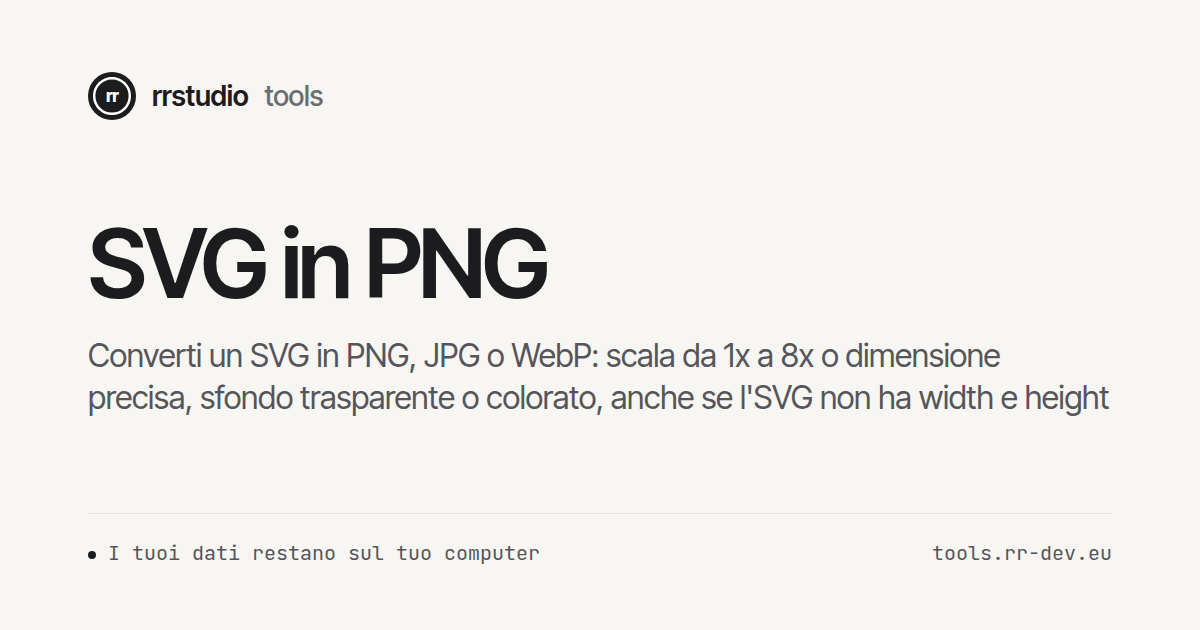 rr rrstudio tools
SVG in PNG
Converti un SVG in PNG, JPG o WebP: scala da 1x a 8x o dimensione
precisa, sfondo trasparente o colorato, anche se l'SVG non ha width e height
I tuoi dati restano sul tuo computer
tools.rr-dev.eu